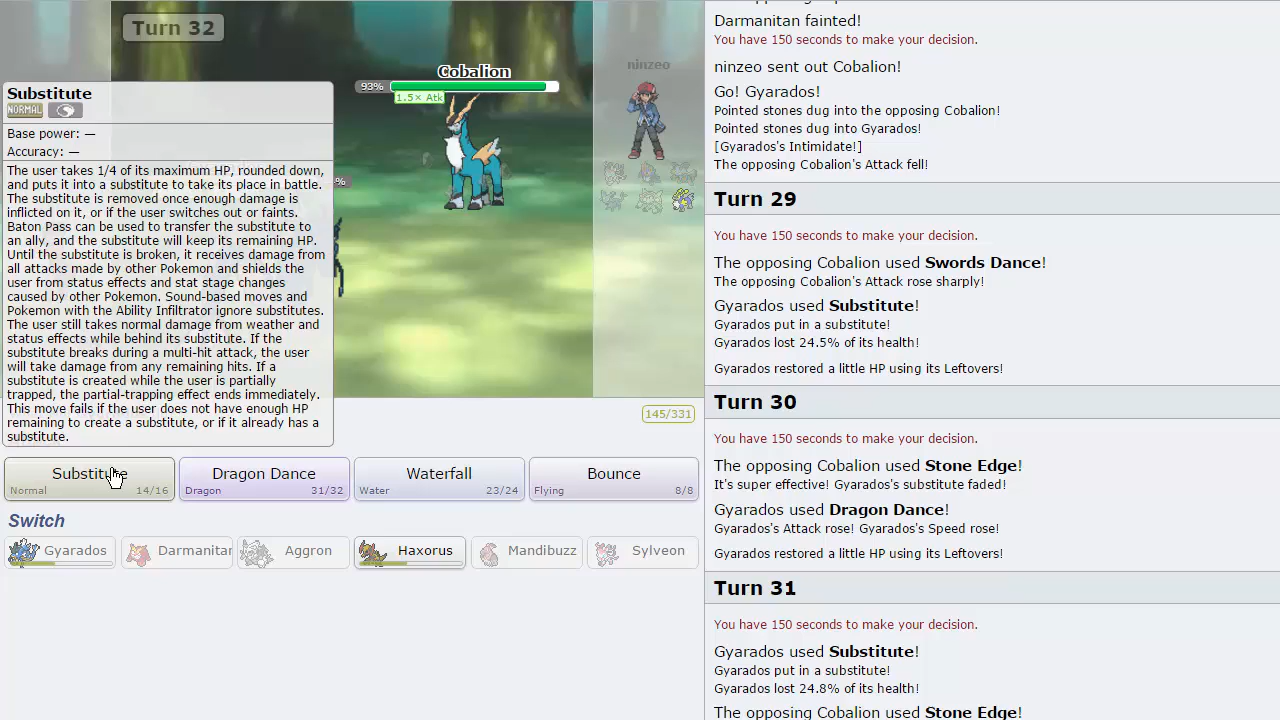 Turn 32
Cobalion
93%
1.5× Atk
ninzeo
Substitute
NORMAL
Base power: —
Accuracy: —
The user takes 1/4 of its maximum HP, rounded down,
and puts it into a substitute to take its place in battle.
The substitute is removed once enough damage is
inflicted on it, or if the user switches out or faints.
Baton Pass can be used to transfer the substitute to
an ally, and the substitute will keep its remaining HP.
Until the substitute is broken, it receives damage from
all attacks made by other Pokemon and shields the
user from status effects and stat stage changes
caused by other Pokemon. Sound-based moves and
Pokemon with the Ability Infiltrator ignore substitutes.
The user still takes normal damage from weather and
status effects while behind its substitute. If the
substitute breaks during a multi-hit attack, the user
will take damage from any remaining hits. If a
substitute is created while the user is partially
trapped, the partial-trapping effect ends immediately.
This move fails if the user does not have enough HP
remaining to create a substitute, or if it already has a
substitute.
%
145/331
Substitute
Normal 14/16
Dragon Dance
Dragon 31/32
Waterfall
Water 23/24
Bounce
Flying 8/8
Switch
Gyarados
Darmanitan
Aggron
Haxorus
Mandibuzz
Sylveon
Darmanitan fainted!
You have 150 seconds to make your decision.
ninzeo sent out Cobalion!
Go! Gyarados!
Pointed stones dug into the opposing Cobalion!
Pointed stones dug into Gyarados!
[Gyarados's Intimidate!]
The opposing Cobalion's Attack fell!
Turn 29
You have 150 seconds to make your decision.
The opposing Cobalion used Swords Dance!
The opposing Cobalion's Attack rose sharply!
Gyarados used Substitute!
Gyarados put in a substitute!
Gyarados lost 24.5% of its health!
Gyarados restored a little HP using its Leftovers!
Turn 30
You have 150 seconds to make your decision.
The opposing Cobalion used Stone Edge!
It's super effective! Gyarados's substitute faded!
Gyarados used Dragon Dance!
Gyarados's Attack rose! Gyarados's Speed rose!
Gyarados restored a little HP using its Leftovers!
Turn 31
You have 150 seconds to make your decision.
Gyarados used Substitute!
Gyarados put in a substitute!
Gyarados lost 24.8% of its health!
The opposing Cobalion used Stone Edge!